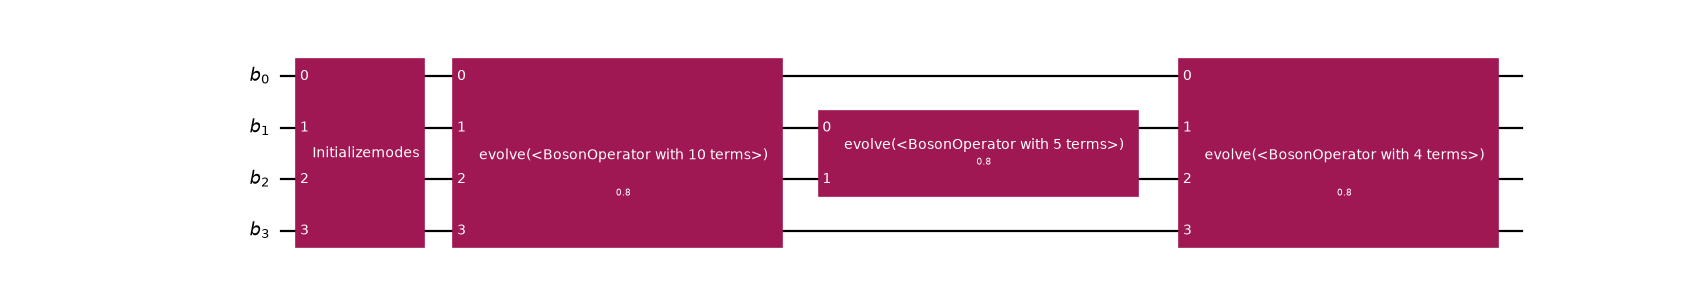 b0 0 0 0
b1 1 1 0 1
Initializemodes evolve(<BosonOperator with 10 terms>) evolve(<BosonOperator with 5 terms>) evolve(<BosonOperator with 4 terms>)
0.8
b2 2 2 1 2
0.8 0.8
b3 3 3 3